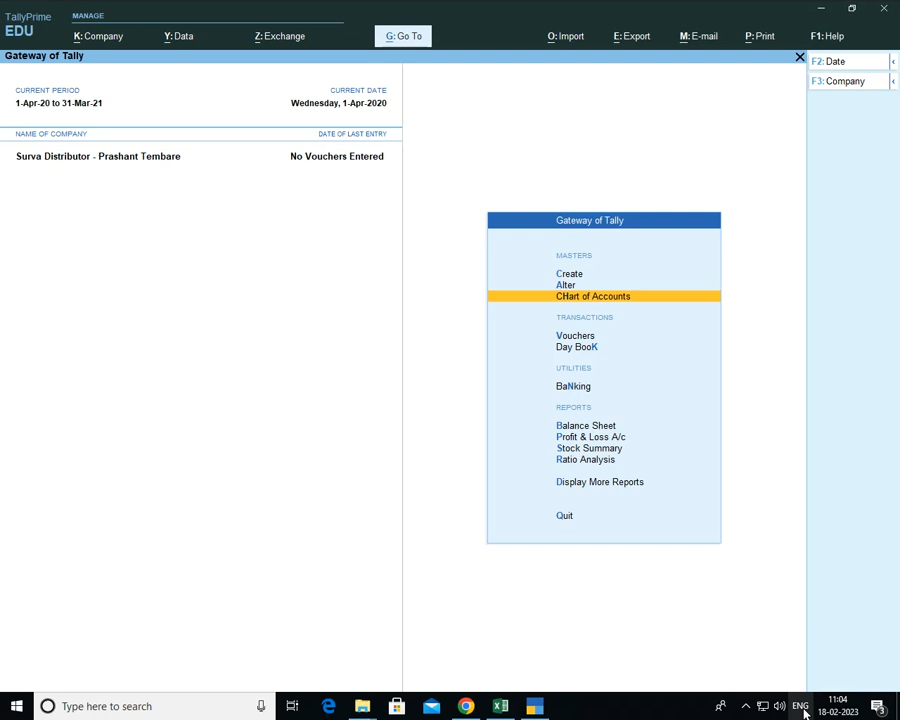 TallyPrime
EDU
MANAGE
K: Company
Y: Data
Z: Exchange
G: Go To
O: Import
E: Export
M: E-mail
P: Print
F1: Help
Gateway of Tally
F2: Date
F3: Company
CURRENT PERIOD
CURRENT DATE
1-Apr-20 to 31-Mar-21
Wednesday, 1-Apr-2020
NAME OF COMPANY
DATE OF LAST ENTRY
Surva Distributor - Prashant Tembare
No Vouchers Entered
Gateway of Tally
MASTERS
Create
Alter
CHart of Accounts
TRANSACTIONS
Vouchers
Day BooK
UTILITIES
BaNking
REPORTS
Balance Sheet
Profit & Loss A/c
Stock Summary
Ratio Analysis
Display More Reports
Quit
Type here to search
ENG
11:04
18-02-2023
3